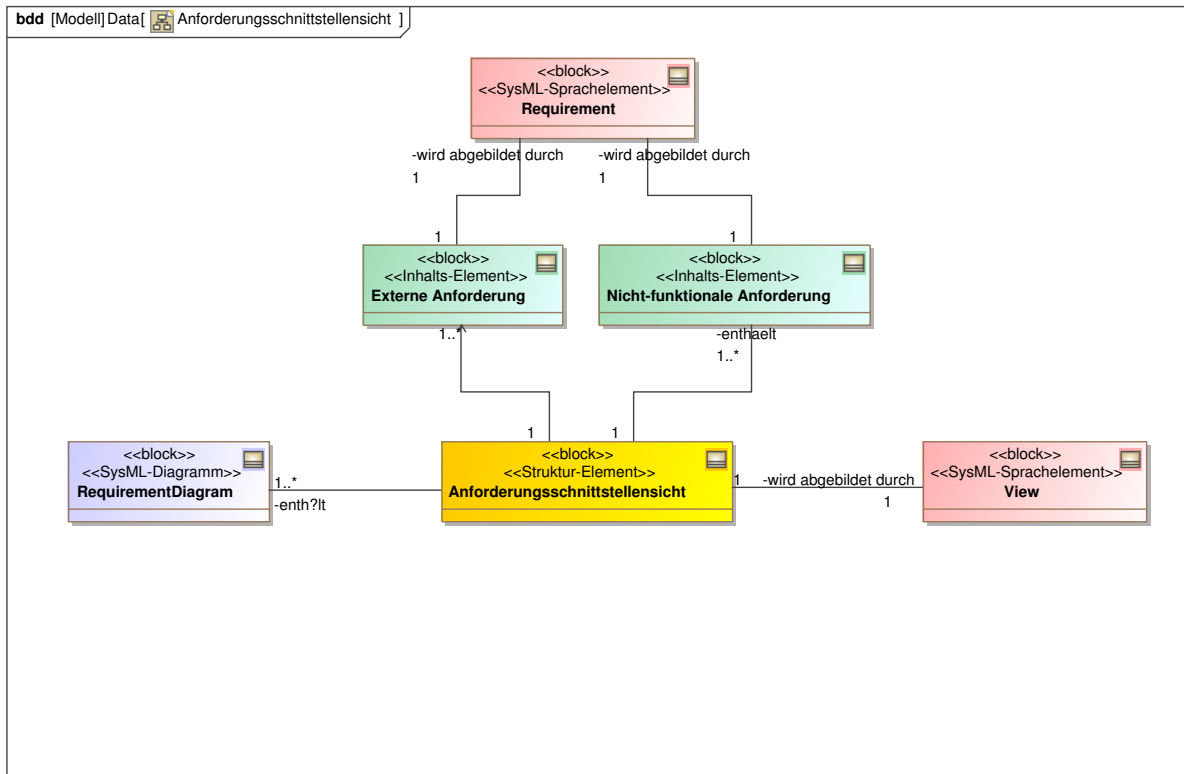 bdd [Modell] Data[ Anforderungsschnittstellensicht ]
<<block>>
<<SysML-Sprachelement>>
Requirement
-wird abgebildet durch
1
-wird abgebildet durch
1
1
1
<<block>>
<<Inhalts-Element>>
Externe Anforderung
<<block>>
<<Inhalts-Element>>
Nicht-funktionale Anforderung
1..*
-enthaelt
1..*
1
1
<<block>>
<<SysML-Diagramm>>
RequirementDiagram
1..*
-enth?lt
<<block>>
<<Struktur-Element>>
Anforderungsschnittstellensicht
1
-wird abgebildet durch
1
<<block>>
<<SysML-Sprachelement>>
View